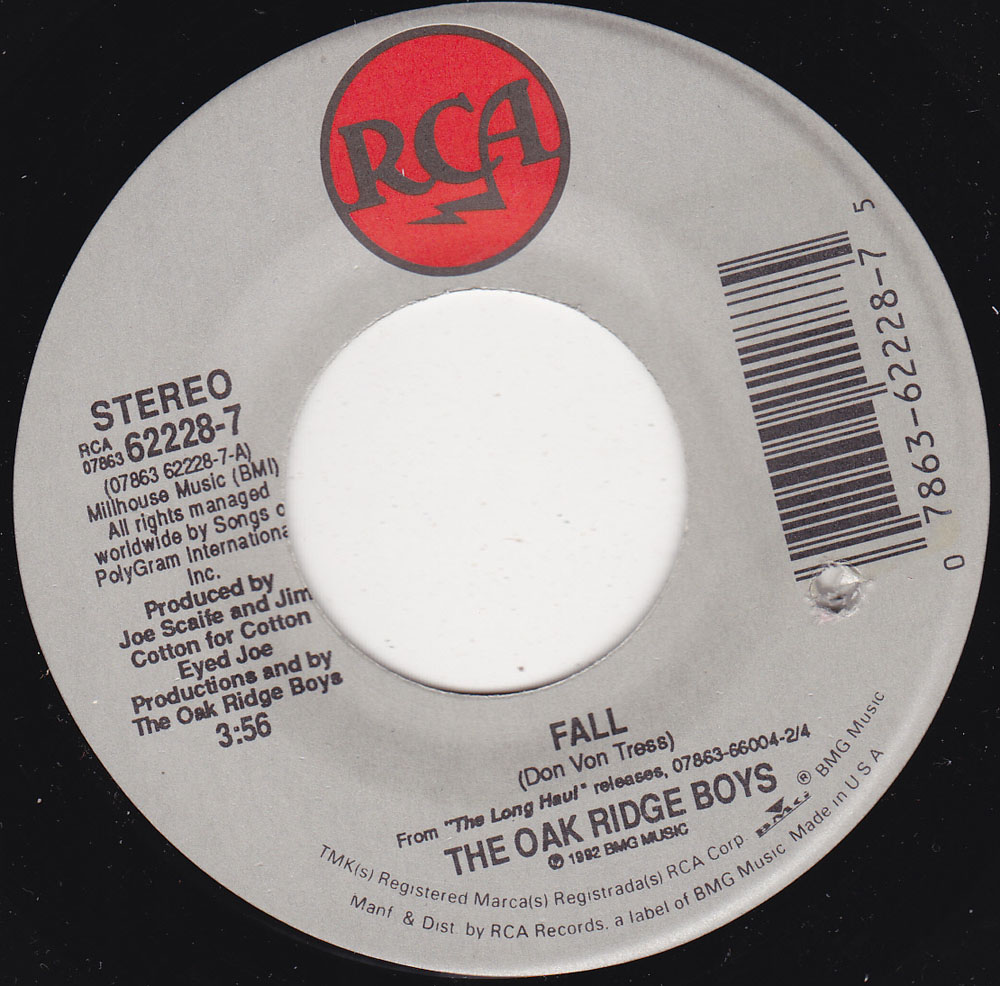 RCA
STEREO
RCA
07863 62228-7
(07863 62228-7-A)
Millhouse Music (BMI)
All rights managed
worldwide by Songs o
PolyGram Internationa
Inc.
Produced by
Joe Scaife and Jim
Cotton for Cotton
Eyed Joe
Productions and by
The Oak Ridge Boys
3:56
0 7863-62228-7 5
FALL
(Don Von Tress)
From "The Long Haul" releases, 07863-66004-2/4
THE OAK RIDGE BOYS
℗ 1992 BMG MUSIC
TMK(s) Registered Marca(s) Registrada(s) RCA Corp. BMG ® BMG Music
Manf. & Dist. by RCA Records, a label of BMG Music Made in U S A